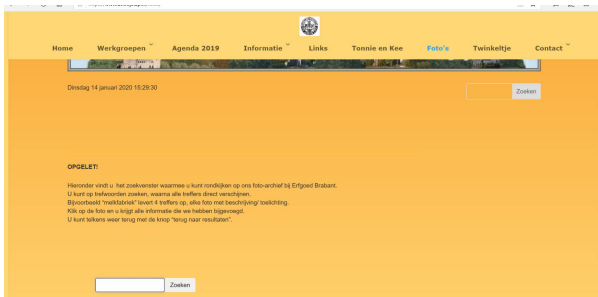 Home Werkgroepen Agenda 2019 Informatie Links Tonnie en Kee Foto's Twinkeltje Contact
Dinsdag 14 januari 2020 15:29:30
Zoeken
OPGELET!
Hieronder vindt u het zoekvenster waarmee u kunt rondkijken op ons foto-archief bij Erfgoed Brabant.
U kunt op trefwoorden zoeken, waarna alle treffers direct verschijnen.
Bijvoorbeeld "melkfabriek" levert 4 treffers op, elke foto met beschrijving/ toelichting.
Klik op de foto en u krijgt alle informatie die we hebben bijgevoegd.
U kunt telkens weer terug met de knop "terug naar resultaten".
Zoeken